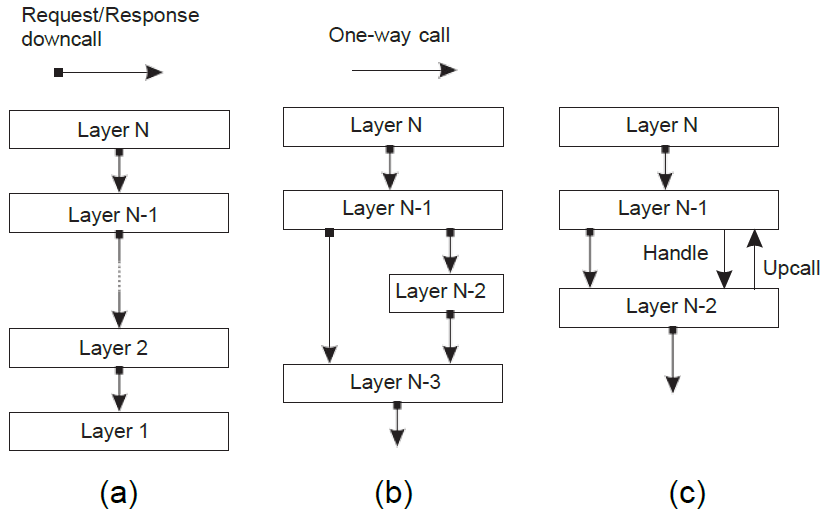 Request/Response
downcall
One-way call
Layer N
Layer N-1
Layer 2
Layer 1
(a)
Layer N
Layer N-1
Layer N-2
Layer N-3
(b)
Layer N
Layer N-1
Handle
Upcall
Layer N-2
(c)